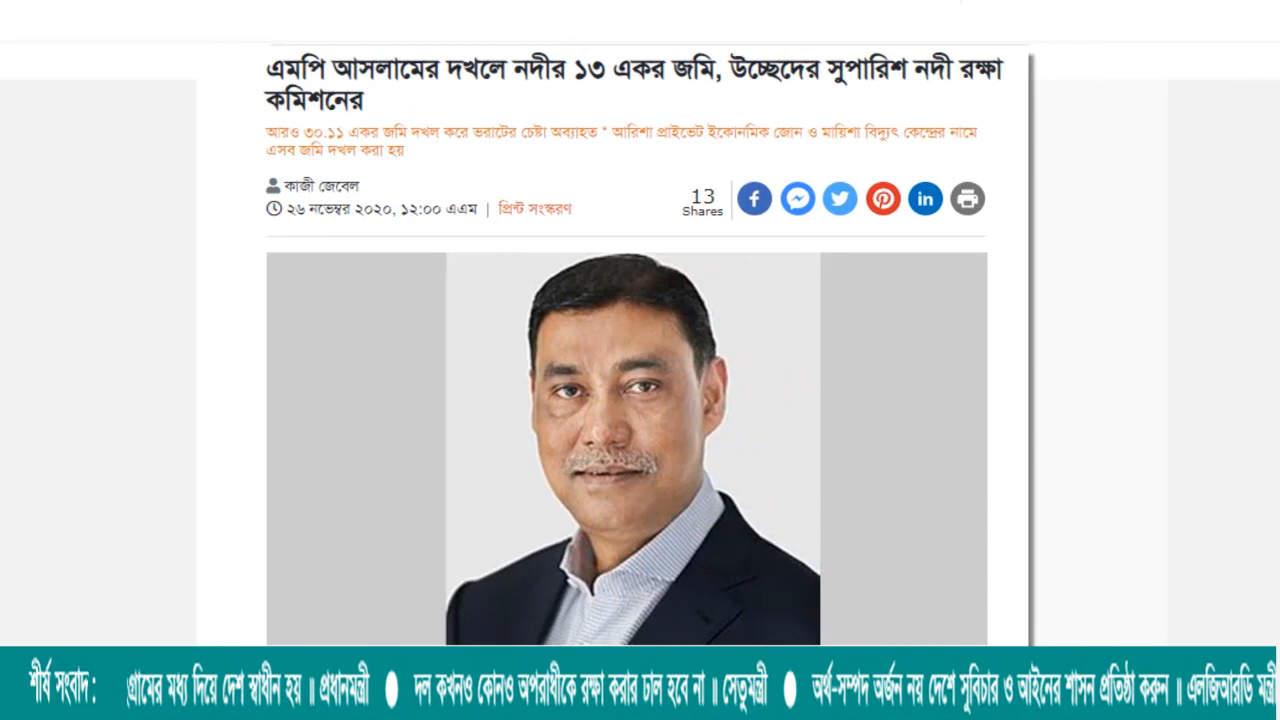 এমপি আসলামের দখলে নদীর ১৩ একর জমি, উচ্ছেদের সুপারিশ নদী রক্ষা
কমিশনের
আরও ৩০.১১ একর জমি দখল করে ভরাটের চেষ্টা অব্যাহত * আরিশা প্রাইভেট ইকোনমিক জোন ও মায়িশা বিদ্যুৎ কেন্দ্রের নামে
এসব জমি দখল করা হয়
কাজী জেবেল
২৬ নভেম্বর ২০২০, ১২:০০ এএম | প্রিন্ট সংস্করণ
13
Shares
শীর্ষ সংবাদ: গ্রামের মধ্য দিয়ে দেশ স্বাধীন হয় ॥ প্রধানমন্ত্রী ● দল কখনও কোনও অপরাধীকে রক্ষা করার ঢাল হবে না ॥ সেতুমন্ত্রী ● অর্থ-সম্পদ অর্জন নয় দেশে সুবিচার ও আইনের শাসন প্রতিষ্ঠা করুন ॥ এলজিআরডি মন্ত্রী